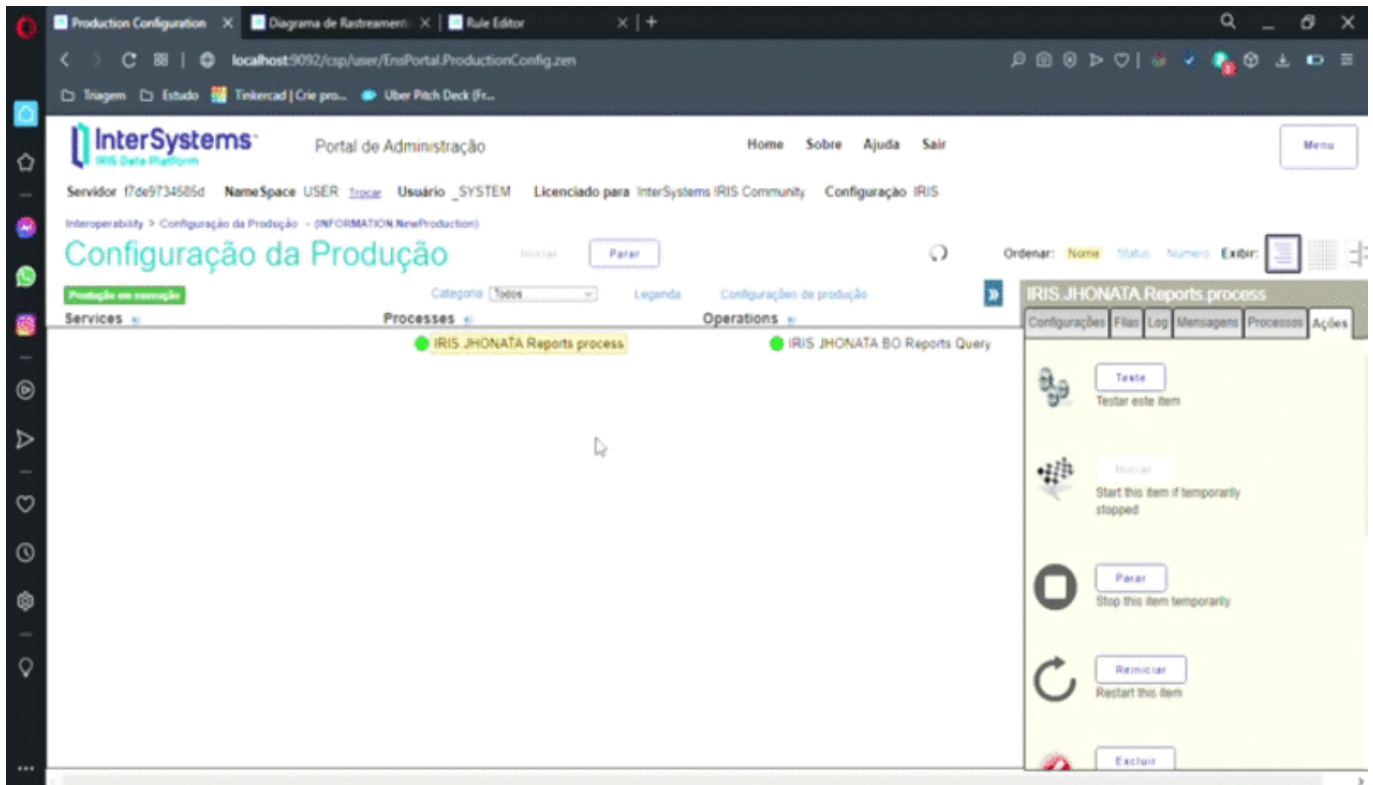 Production Configuration
Diagrama de Rastreament
Rule Editor
localhost:9092/csp/user/EnsPortal.ProductionConfig.zen
Triagem Estudo Tinkercad | Crie pro... Uber Pitch Deck (Fr...
InterSystems
IRIS Data Platform
Portal de Administração
Home Sobre Ajuda Sair
Menu
Servidor f7de9734685d NameSpace USER Trocar Usuário _SYSTEM Licenciado para InterSystems IRIS Community Configuração IRIS
Interoperability > Configuração da Produção - (INFORMATION.NewProduction)
Configuração da Produção
Iniciar Parar
Ordenar: Nome Status Número Exibir:
Produção em execução
Categoria Todos Legenda Configurações de produção
Services Processes Operations
IRIS JHONATA Reports process
IRIS JHONATA BO Reports Query
IRIS.JHONATA.Reports.process
Configurações Filas Log Mensagens Processos Ações
Teste
Testar este item
Iniciar
Start this item if temporarily
stopped
Parar
Stop this item temporarily
Reiniciar
Restart this item
Excluir